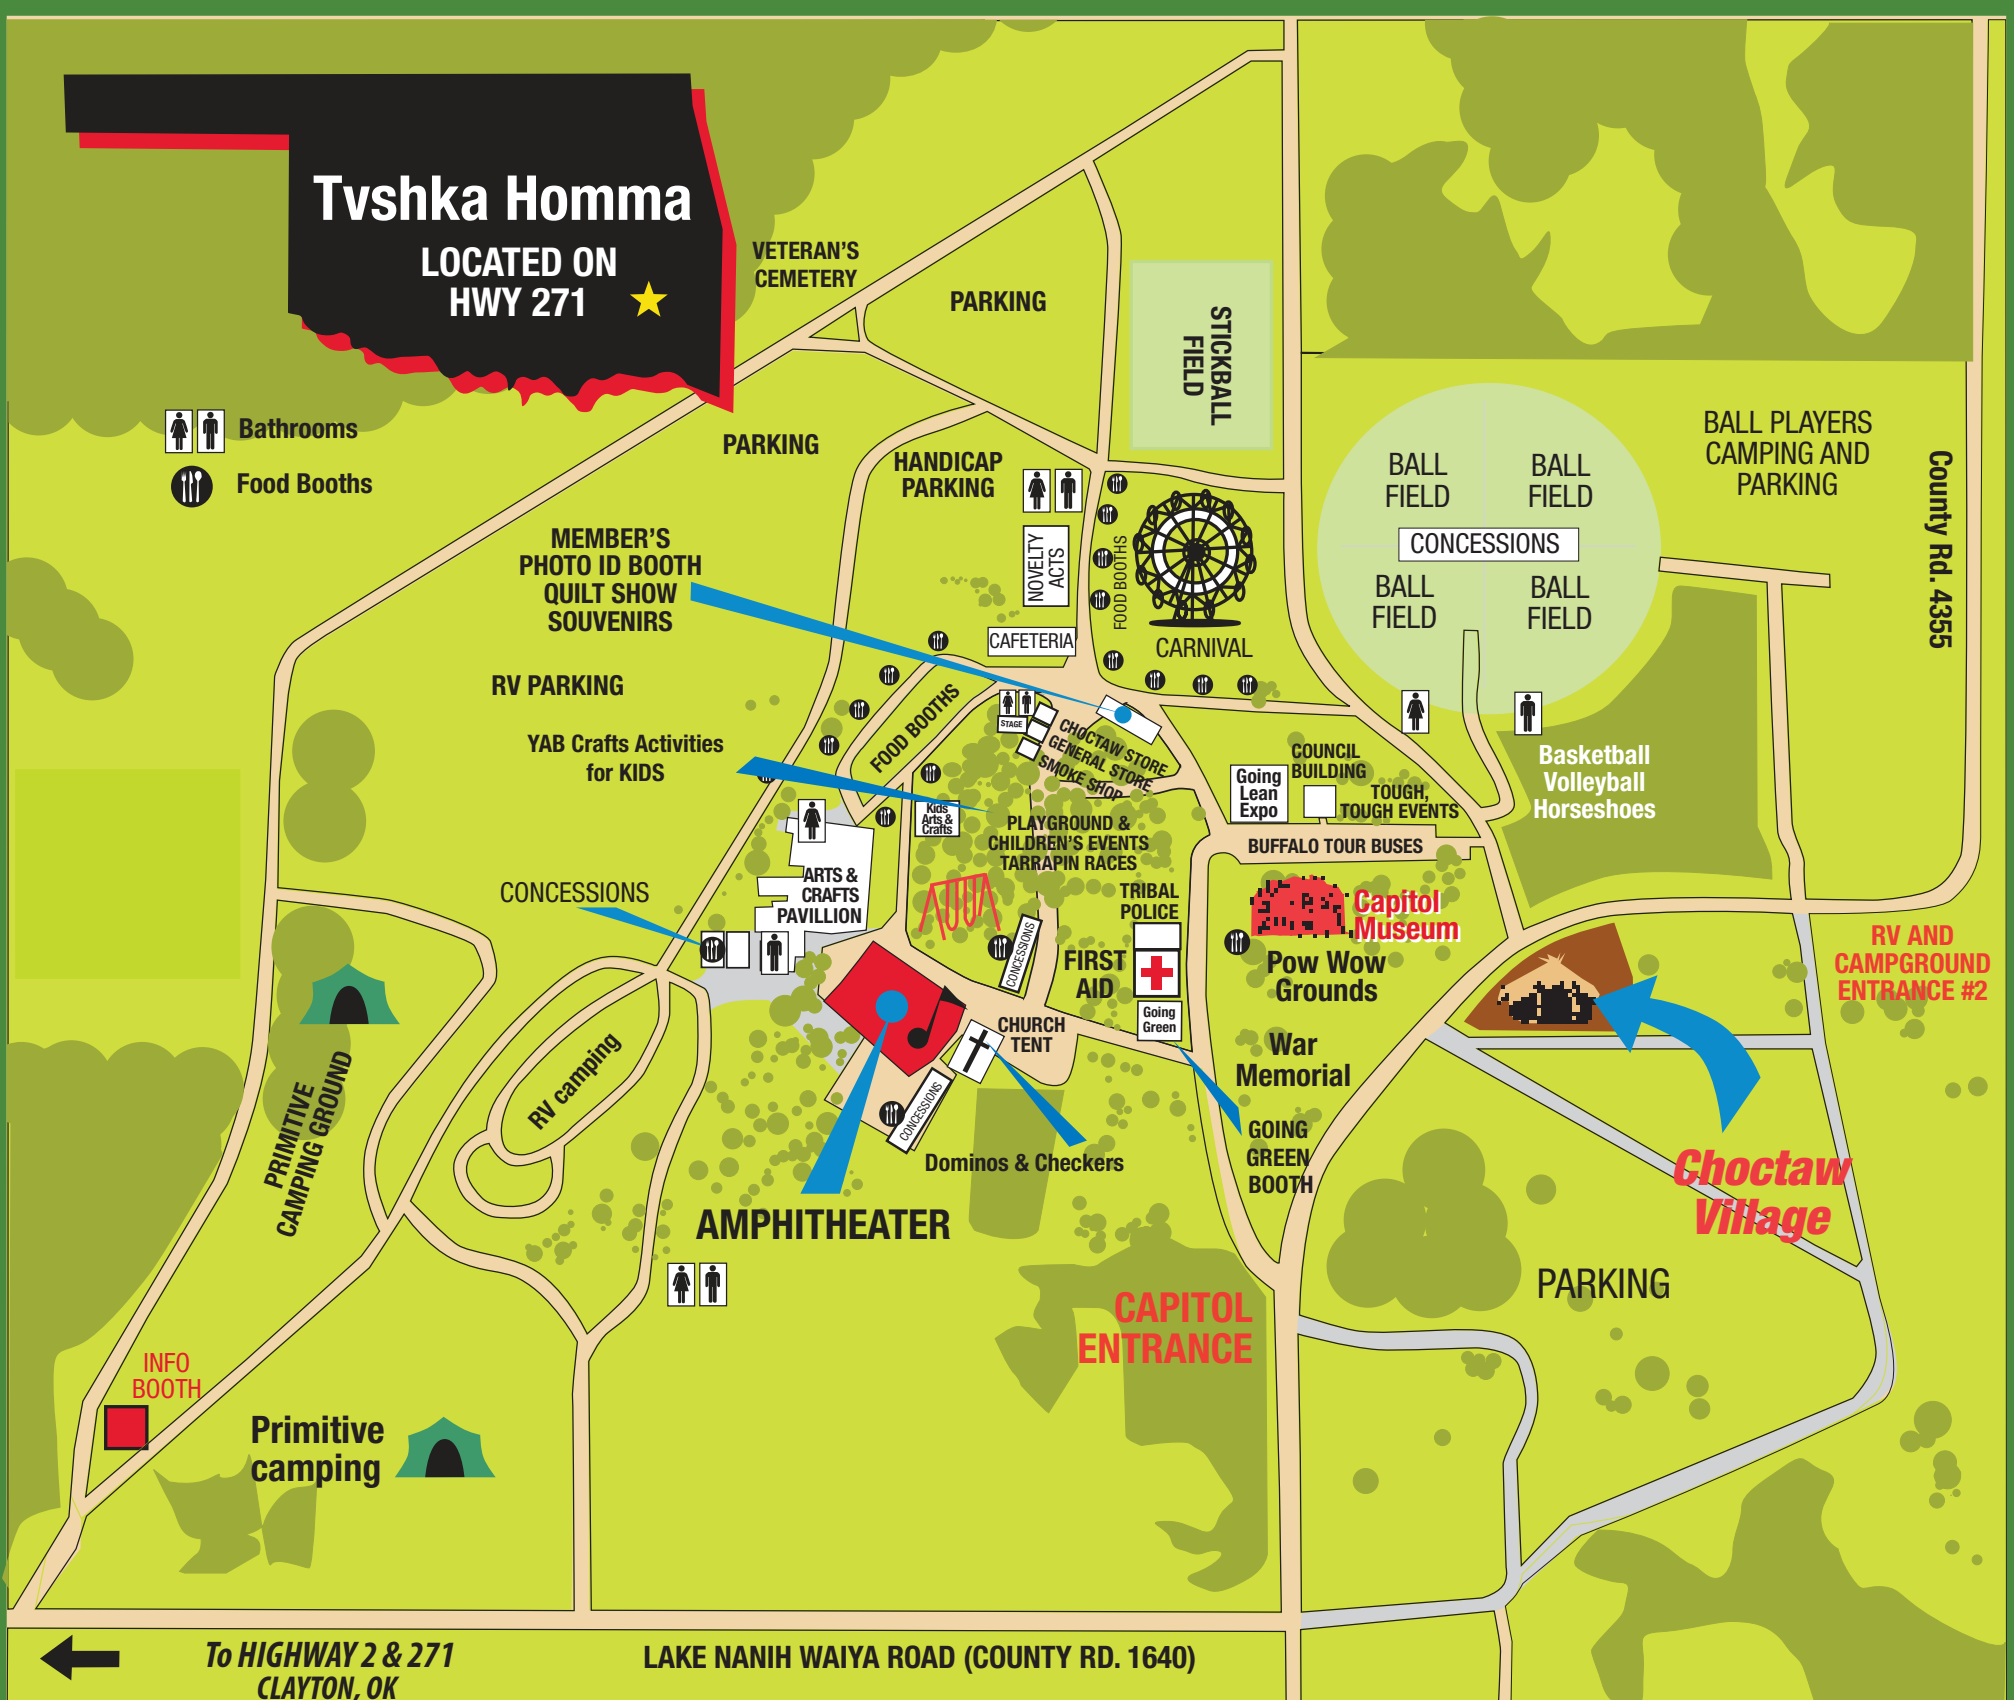 Tvshka Homma
LOCATED ON
HWY 271
VETERAN'S
CEMETERY
PARKING
STICKBALL
FIELD
Bathrooms
Food Booths
PARKING
HANDICAP
PARKING
BALL PLAYERS
CAMPING AND
PARKING
County Rd. 4355
BALL
FIELD
BALL
FIELD
CONCESSIONS
BALL
FIELD
BALL
FIELD
MEMBER'S
PHOTO ID BOOTH
QUILT SHOW
SOUVENIRS
NOVELTY
ACTS
FOOD BOOTHS
CAFETERIA
CARNIVAL
RV PARKING
FOOD BOOTHS
STAGE
CHOCTAW STORE
GENERAL STORE
SMOKE SHOP
YAB Crafts Activities
for KIDS
COUNCIL
BUILDING
Going
Lean
Expo
TOUGH,
TOUGH EVENTS
Basketball
Volleyball
Horseshoes
Kids
Arts &
Crafts
PLAYGROUND &
CHILDREN'S EVENTS
TARRAPIN RACES
BUFFALO TOUR BUSES
CONCESSIONS
ARTS &
CRAFTS
PAVILLION
TRIBAL
POLICE
Capitol
Museum
CONCESSIONS
FIRST
AID
Pow Wow
Grounds
RV AND
CAMPGROUND
ENTRANCE #2
Going
Green
CHURCH
TENT
War
Memorial
RV camping
PRIMITIVE
CAMPING GROUND
CONCESSIONS
GOING
GREEN
BOOTH
Dominos & Checkers
Choctaw
Village
AMPHITHEATER
PARKING
CAPITOL
ENTRANCE
INFO
BOOTH
Primitive
camping
To HIGHWAY 2 & 271
CLAYTON, OK
LAKE NANIH WAIYA ROAD (COUNTY RD. 1640)